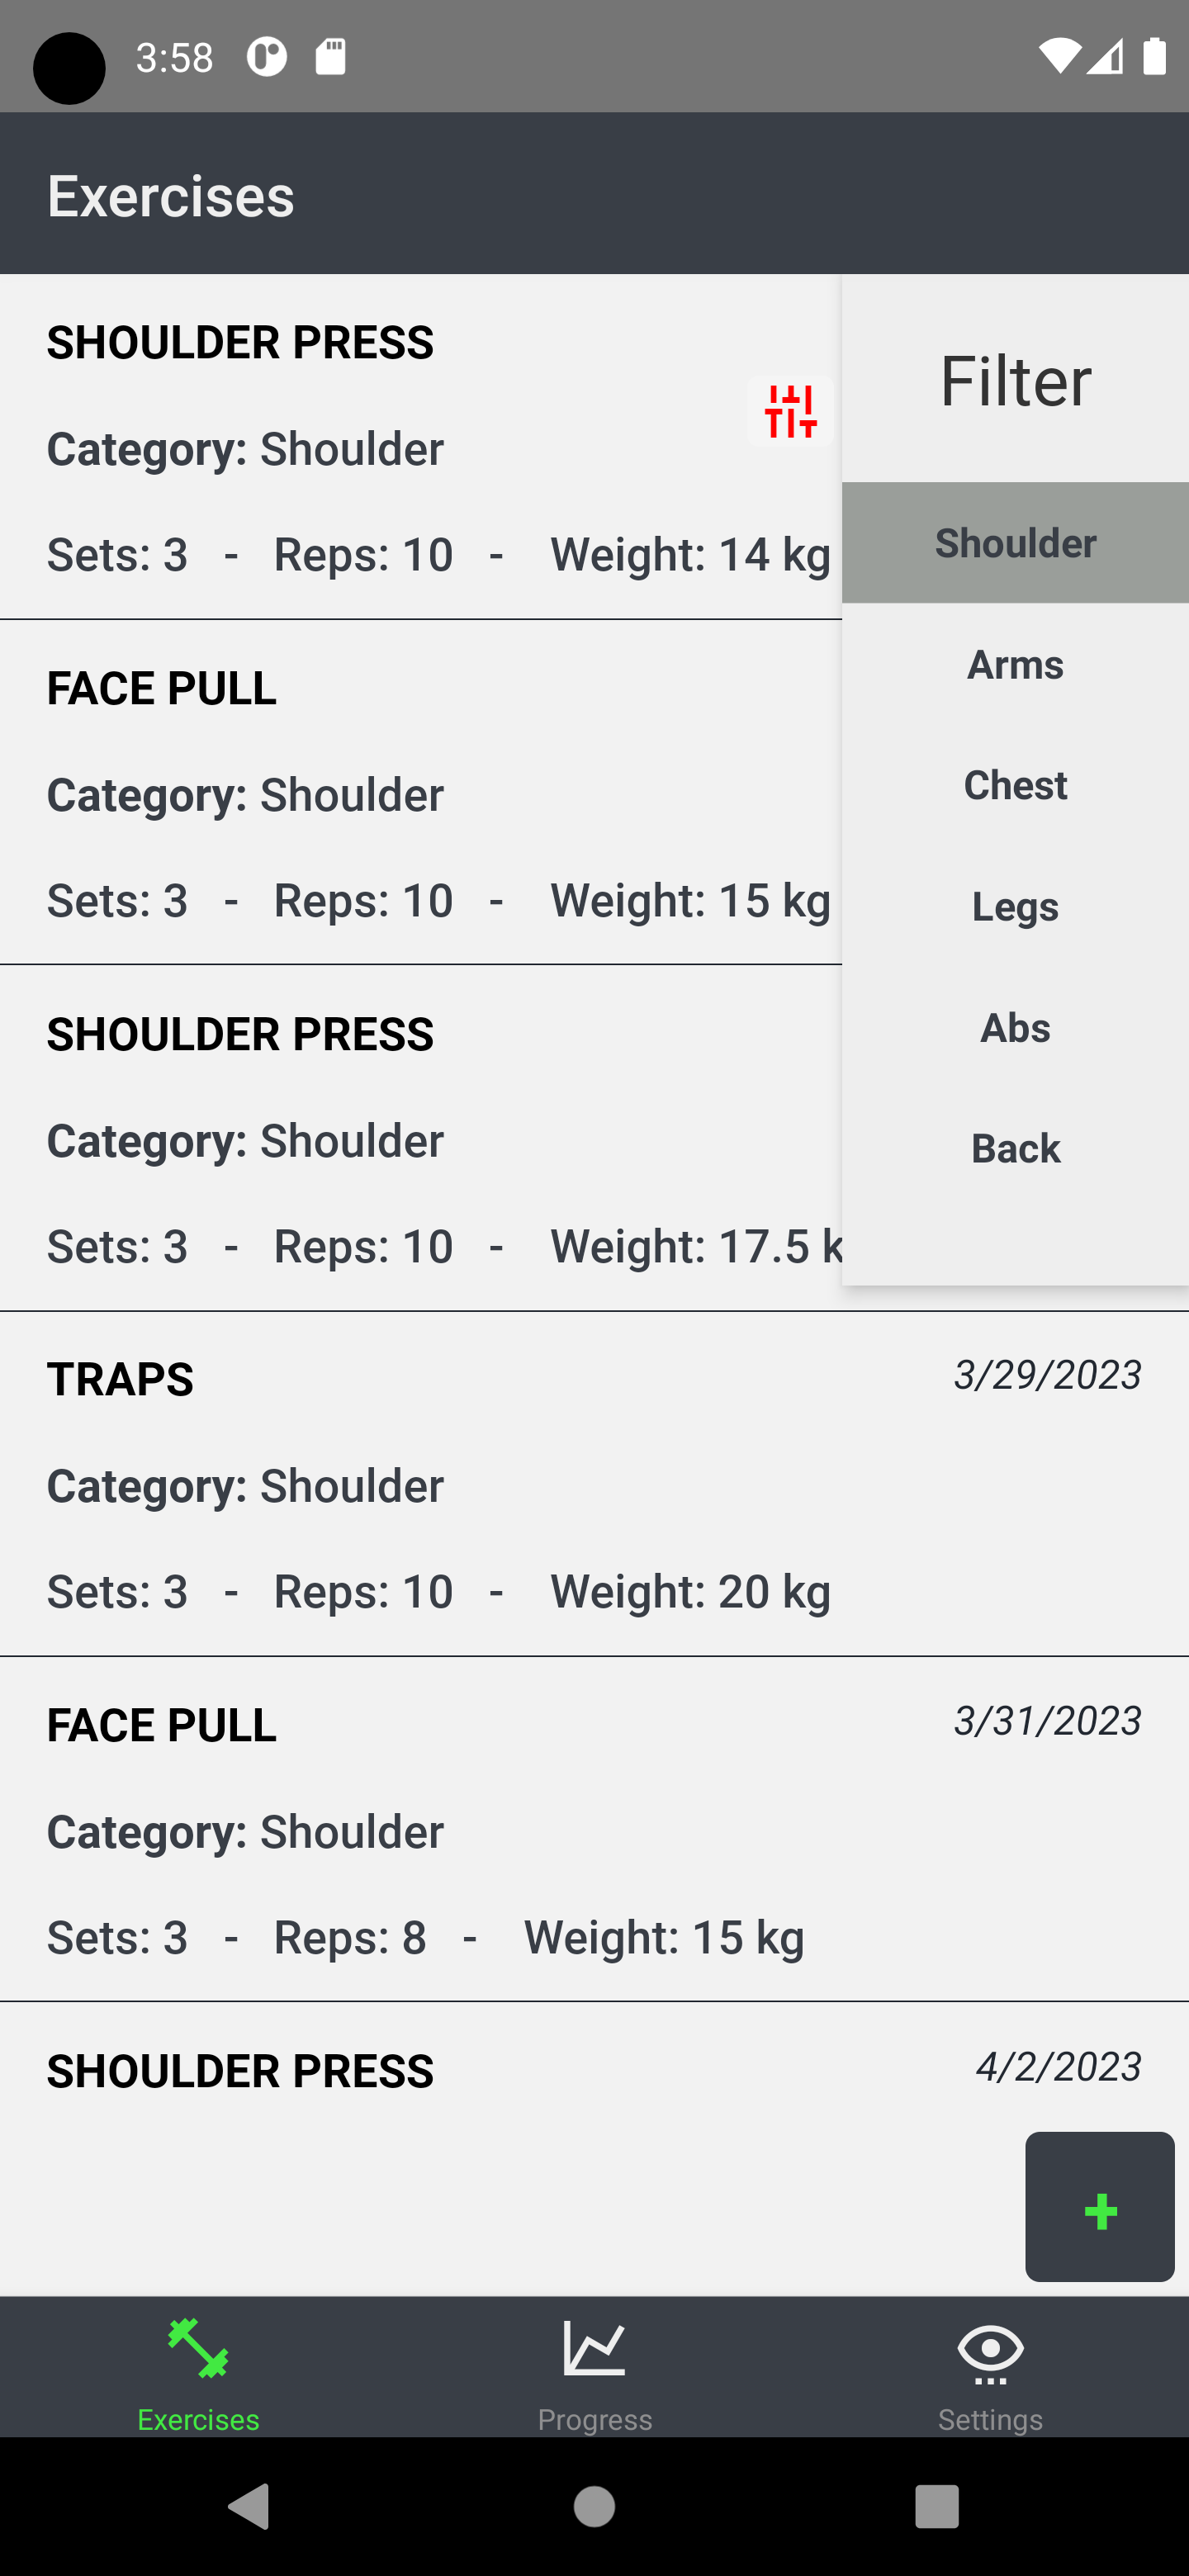 3:58
Exercises
SHOULDER PRESS
Category: Shoulder
Sets: 3 - Reps: 10 - Weight: 14 kg
FACE PULL
Category: Shoulder
Sets: 3 - Reps: 10 - Weight: 15 kg
SHOULDER PRESS
Category: Shoulder
Sets: 3 - Reps: 10 - Weight: 17.5 k
Filter
Shoulder
Arms
Chest
Legs
Abs
Back
TRAPS 3/29/2023
Category: Shoulder
Sets: 3 - Reps: 10 - Weight: 20 kg
FACE PULL 3/31/2023
Category: Shoulder
Sets: 3 - Reps: 8 - Weight: 15 kg
SHOULDER PRESS 4/2/2023
+
Exercises Progress Settings